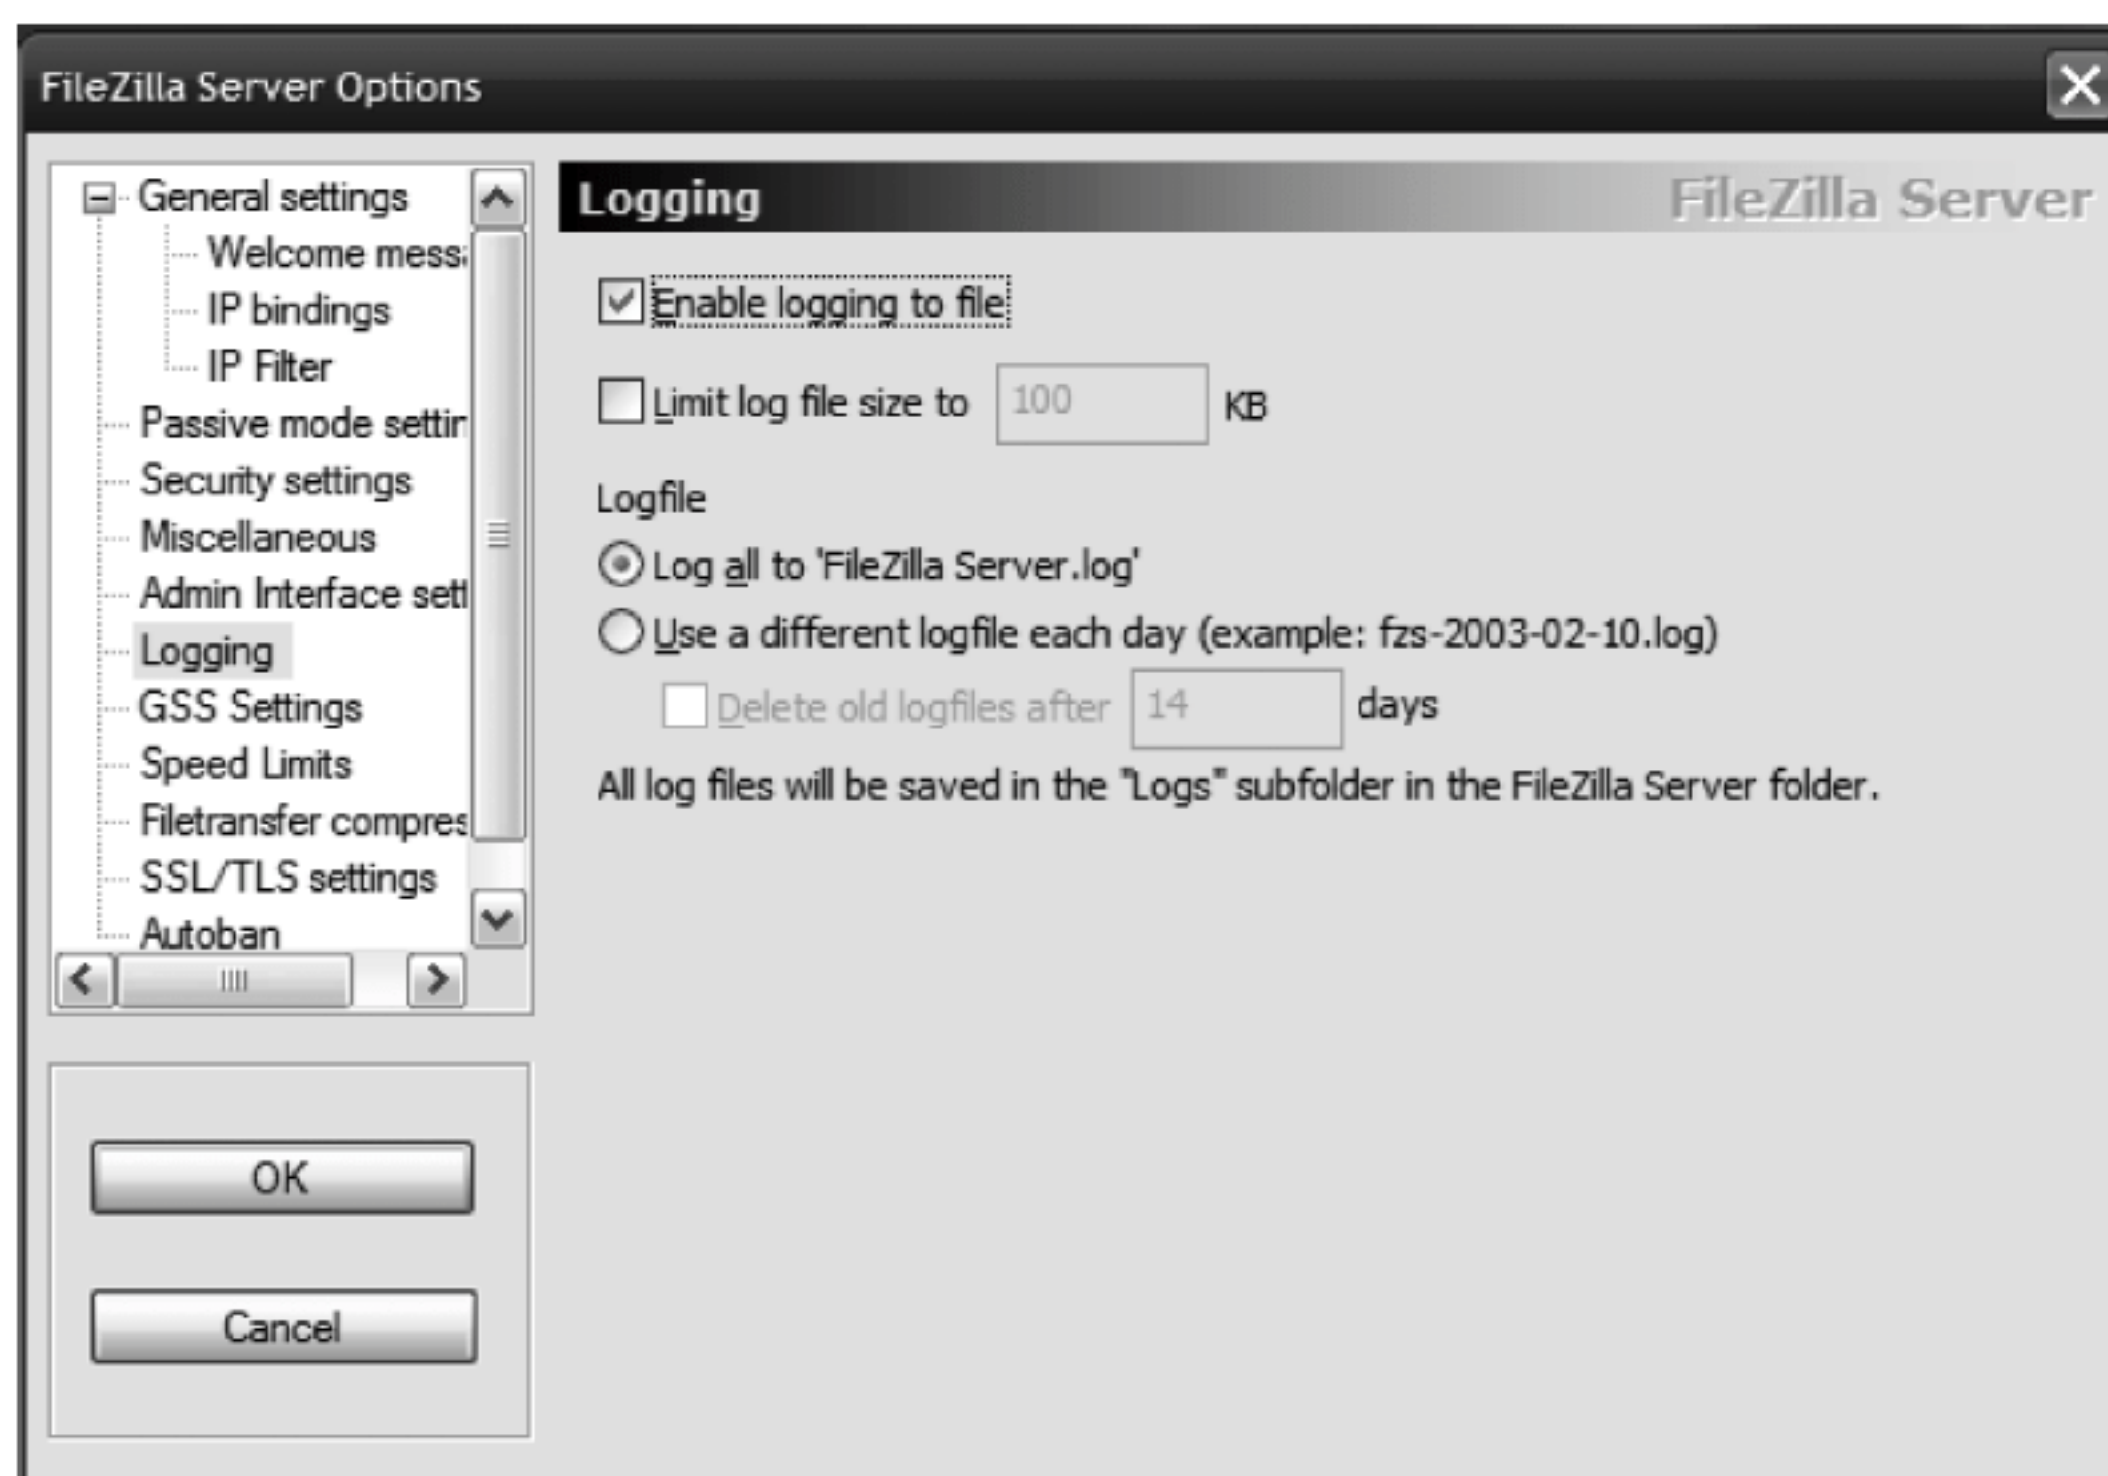 FileZilla Server Options
General settings
Welcome mess
IP bindings
IP Filter
Passive mode settin
Security settings
Miscellaneous
Admin Interface sett
Logging
GSS Settings
Speed Limits
Filetransfer compres
SSL/TLS settings
Autoban
OK
Cancel
Logging FileZilla Server
Enable logging to file
Limit log file size to 100 KB
Logfile
Log all to 'FileZilla Server.log'
Use a different logfile each day (example: fzs-2003-02-10.log)
Delete old logfiles after 14 days
All log files will be saved in the "Logs" subfolder in the FileZilla Server folder.